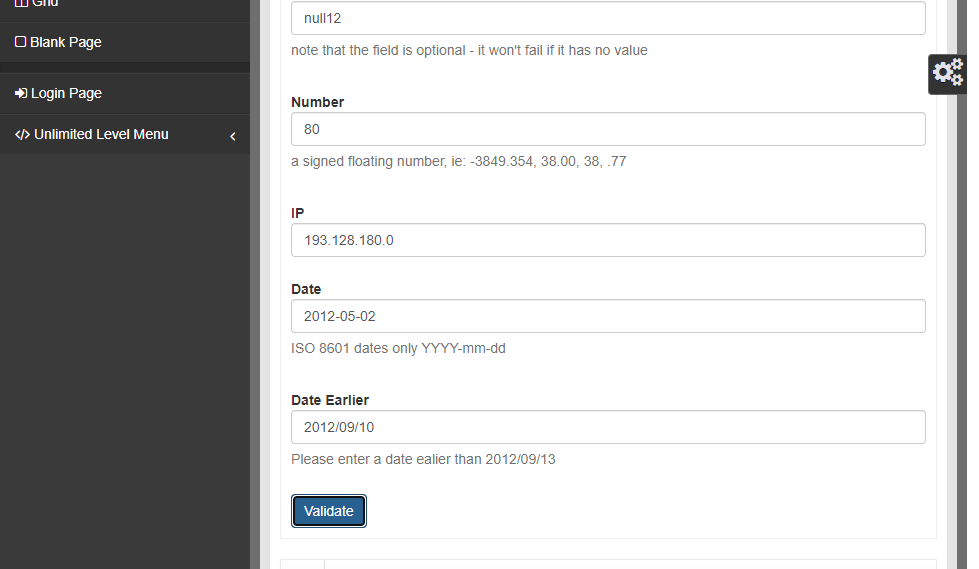 Grid
Blank Page
Login Page
Unlimited Level Menu
null12
note that the field is optional - it won't fail if it has no value
Number
80
a signed floating number, ie: -3849.354, 38.00, 38, .77
IP
193.128.180.0
Date
2012-05-02
ISO 8601 dates only YYYY-mm-dd
Date Earlier
2012/09/10
Please enter a date ealier than 2012/09/13
Validate